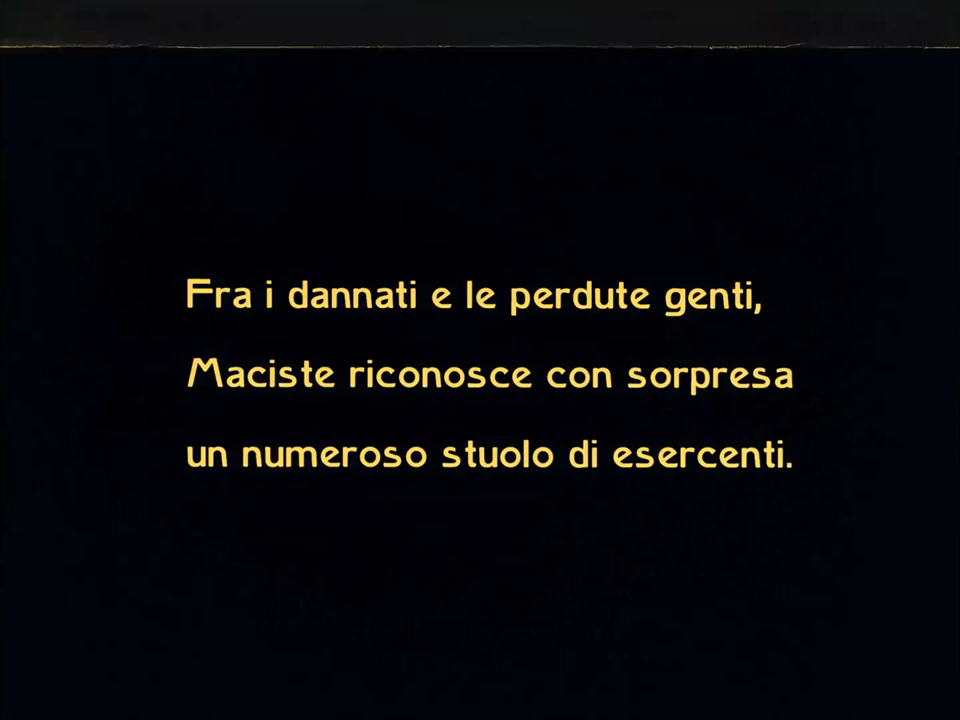 Fra i dannati e le perdute genti,
Maciste riconosce con sorpresa
un numeroso stuolo di esercenti.